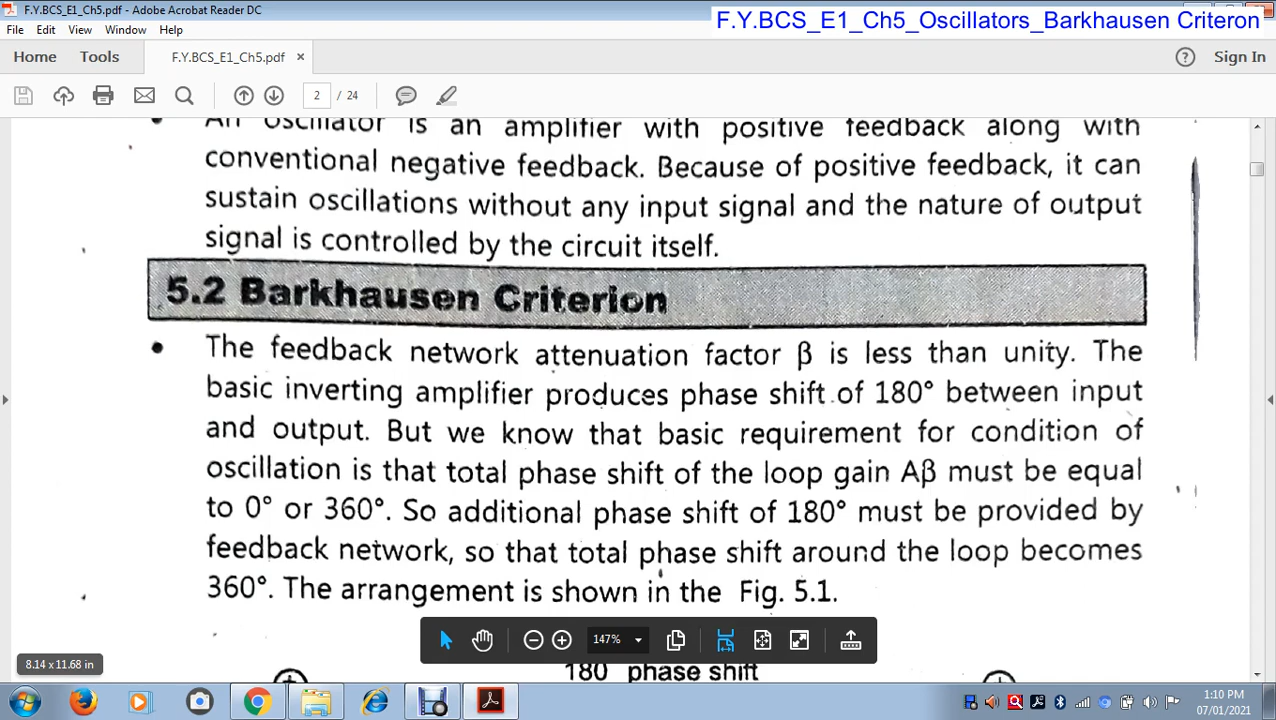 F.Y.BCS_E1_Ch5.pdf - Adobe Acrobat Reader DC
F.Y.BCS_E1_Ch5_Oscillators_Barkhausen Criteron
File Edit View Window Help
Home Tools F.Y.BCS_E1_Ch5.pdf × Sign In
2 / 24
An oscillator is an amplifier with positive feedback along with
conventional negative feedback. Because of positive feedback, it can
sustain oscillations without any input signal and the nature of output
signal is controlled by the circuit itself.
5.2 Barkhausen Criterion
• The feedback network attenuation factor β is less than unity. The
basic inverting amplifier produces phase shift of 180° between input
and output. But we know that basic requirement for condition of
oscillation is that total phase shift of the loop gain Aβ must be equal
to 0° or 360°. So additional phase shift of 180° must be provided by
feedback network, so that total phase shift around the loop becomes
360°. The arrangement is shown in the Fig. 5.1.
147%
8.14 x 11.68 in
180 phase shift
1:10 PM
07/01/2021